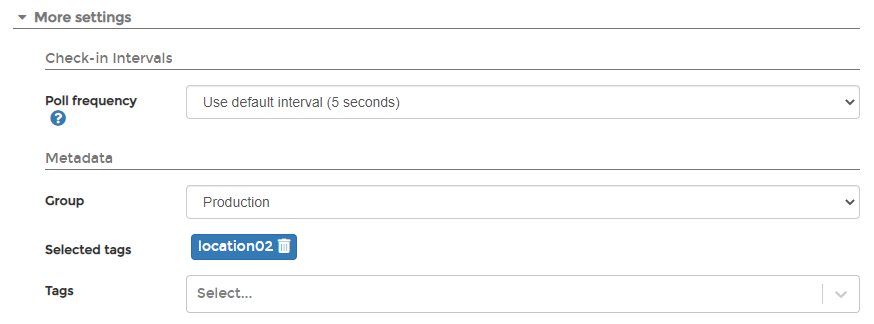 More settings
Check-in Intervals
Poll frequency
Use default interval (5 seconds)
Metadata
Group
Production
Selected tags
location02
Tags
Select...